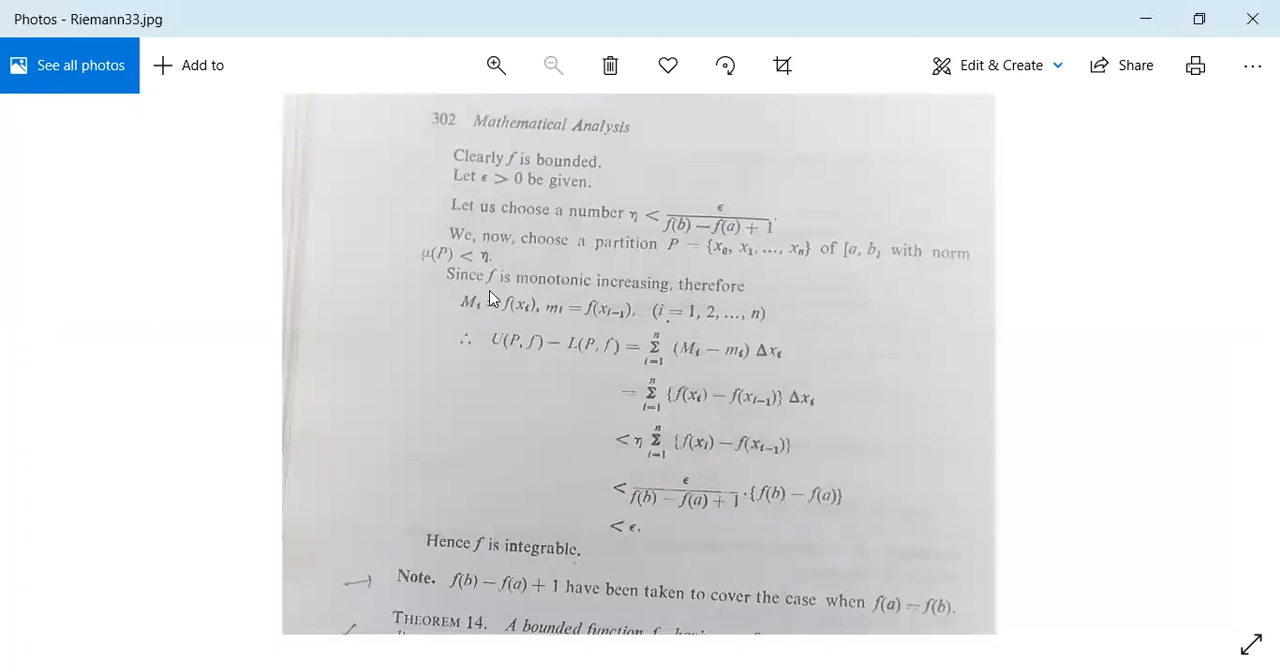 Photos - Riemann33.jpg
See all photos
Add to
Edit & Create
Share
302 Mathematical Analysis
Clearly f is bounded.
Let ϵ > 0 be given.
Let us choose a number η < ϵ / f(b) − f(a) + 1 .
We, now, choose a partition P = {x₀, x₁, ..., xₙ} of [a, b] with norm
μ(P) < η.
Since f is monotonic increasing, therefore
Mᵢ = f(xᵢ), mᵢ = f(xᵢ₋₁), (i = 1, 2, ..., n)
∴ U(P, f) − L(P, f) = Σⁿᵢ₌₁ (Mᵢ − mᵢ) Δxᵢ
= Σⁿᵢ₌₁ {f(xᵢ) − f(xᵢ₋₁)} Δxᵢ
< η Σⁿᵢ₌₁ {f(xᵢ) − f(xᵢ₋₁)}
< ϵ / f(b) − f(a) + 1 · {f(b) − f(a)}
< ϵ.
Hence f is integrable.
Note. f(b) − f(a) + 1 have been taken to cover the case when f(a) = f(b).
THEOREM 14. A bounded function f,